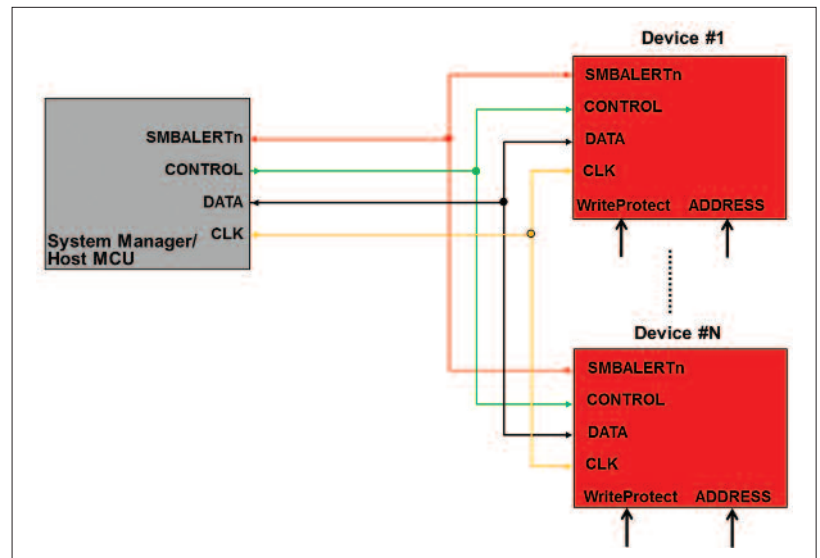 Device #1
SMBALERTn
CONTROL
DATA
CLK
WriteProtect ADDRESS
SMBALERTn
CONTROL
DATA
CLK
System Manager/
Host MCU
Device #N
SMBALERTn
CONTROL
DATA
CLK
WriteProtect ADDRESS